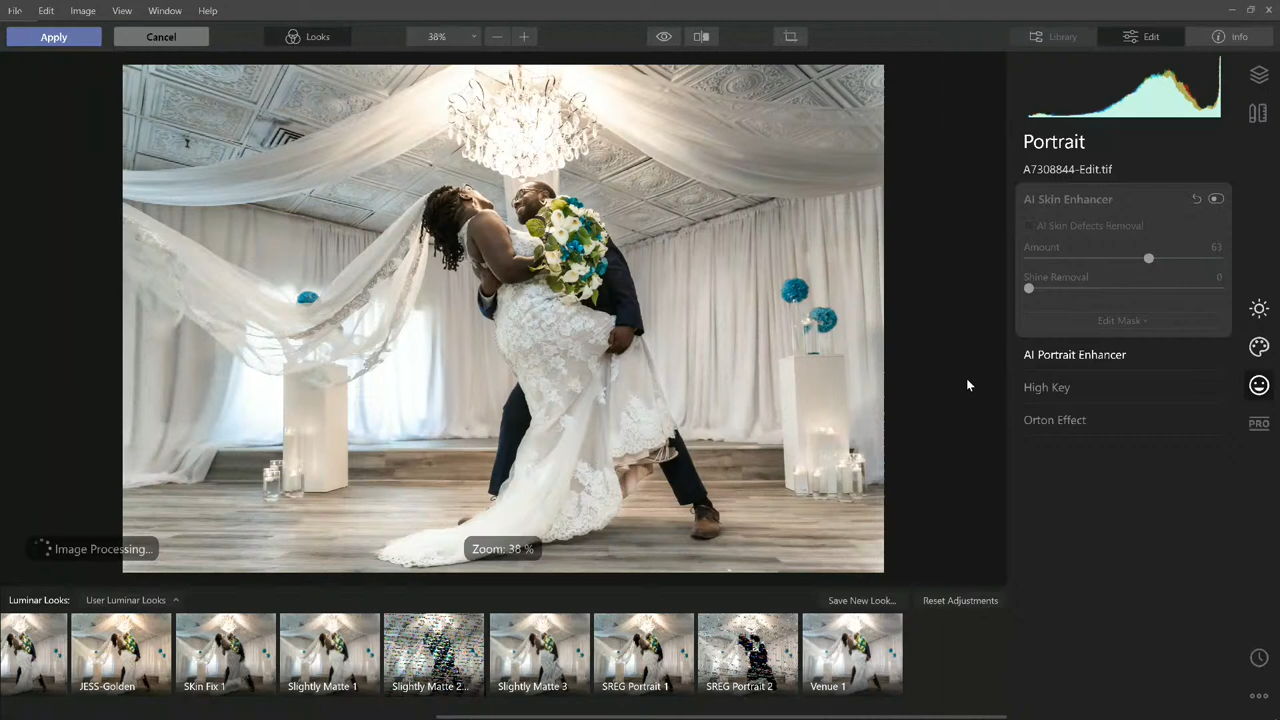 File Edit Image View Window Help
Apply Cancel Looks 38% Library Edit Info
Portrait
A7308844-Edit.tif
AI Skin Enhancer
AI Skin Defects Removal
Amount 63
Shine Removal 0
Edit Mask
AI Portrait Enhancer
High Key
Orton Effect
PRO
Image Processing...
Zoom: 38 %
Luminar Looks: User Luminar Looks Save New Look... Reset Adjustments
JESS-Golden SKin Fix 1 Slightly Matte 1 Slightly Matte 2... Slightly Matte 3 SREG Portrait 1 SREG Portrait 2 Venue 1